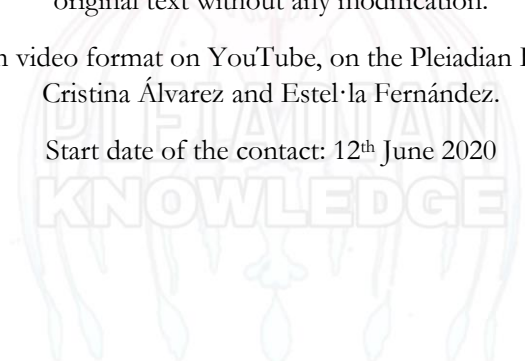 original text without any modification.
n video format on YouTube, on the Pleiadian
Cristina Álvarez and Estel·la Fernández.
Start date of the contact: 12th June 2020
PLEIADIAN
KNOWLEDGE